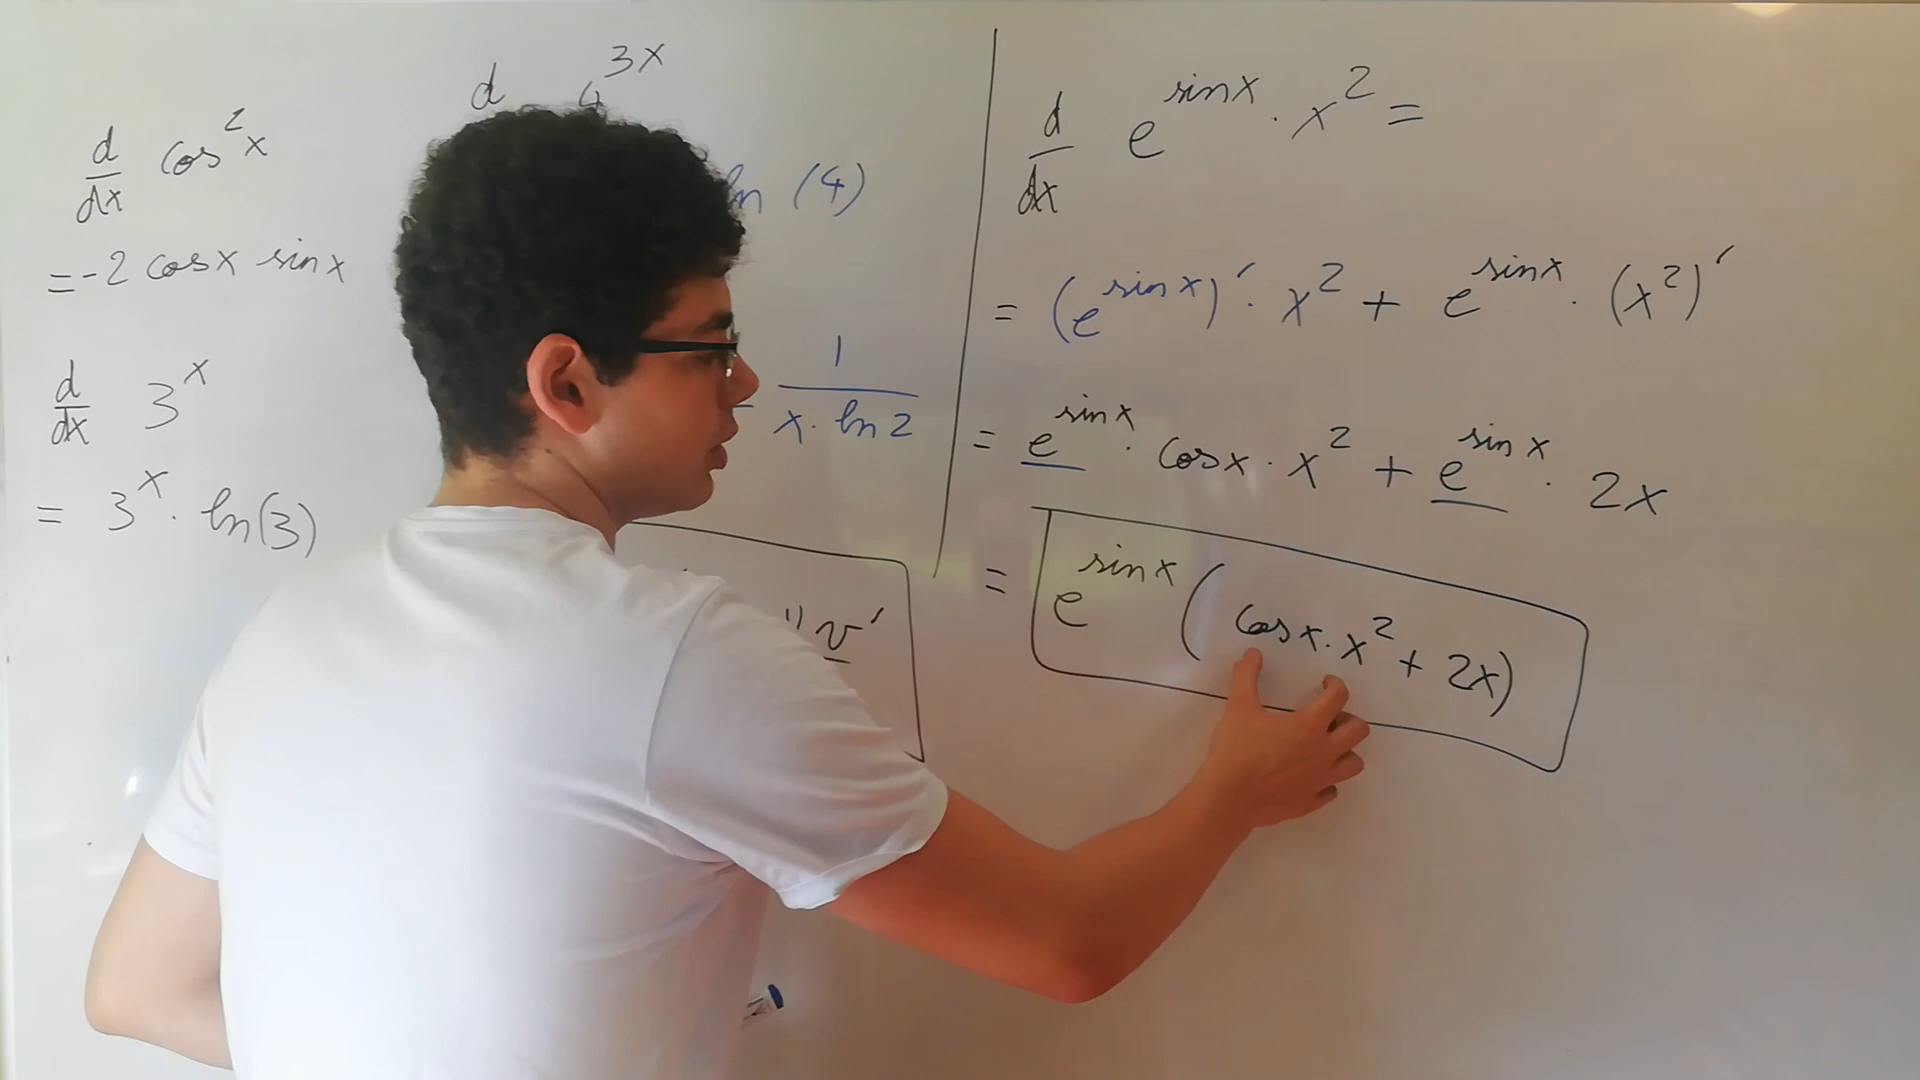 d/dx cos²x
= -2 cosx sinx
d/dx 3^x
= 3^x · ln(3)
d 4^3x
ln (4)
1/(x · ln2)
v′
d/dx e^sinx · x² =
= (e^sinx)′ · x² + e^sinx · (x²)′
= e^sinx · cosx · x² + e^sinx · 2x
= e^sinx (cosx · x² + 2x)